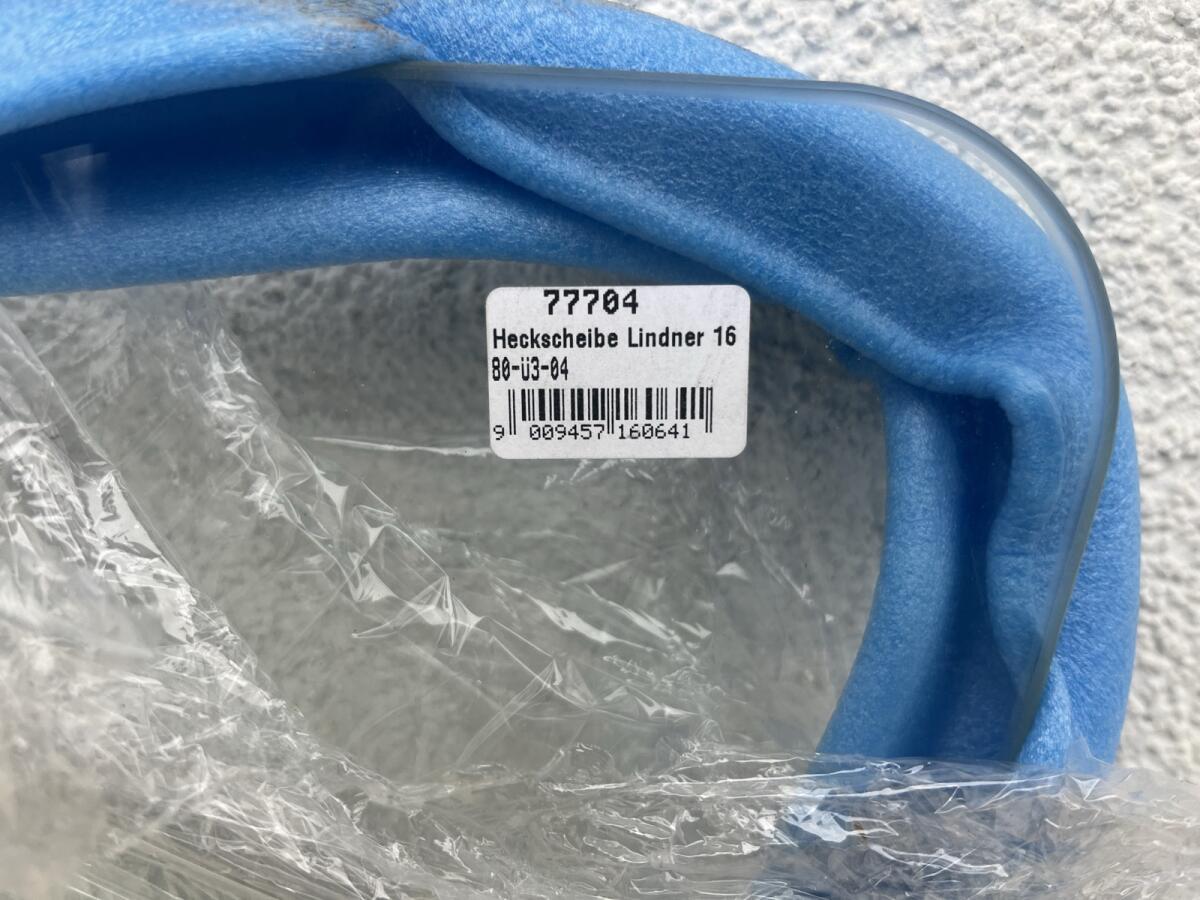 77704
Heckscheibe Lindner 16
80-Ü3-04
9 009457 160641